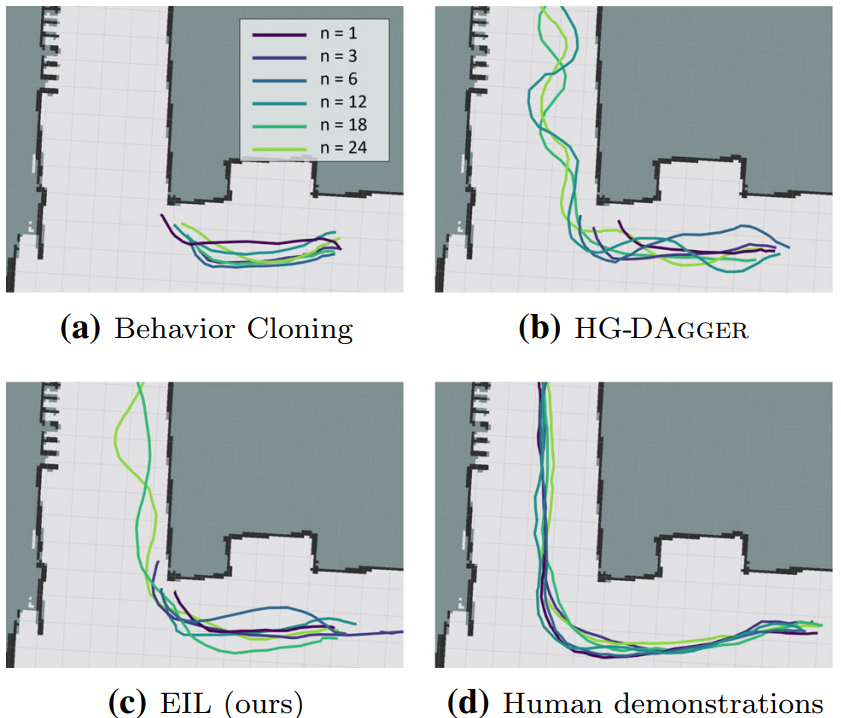 n = 1
n = 3
n = 6
n = 12
n = 18
n = 24
(a) Behavior Cloning
(b) HG-DAGGER
(c) EIL (ours)
(d) Human demonstrations